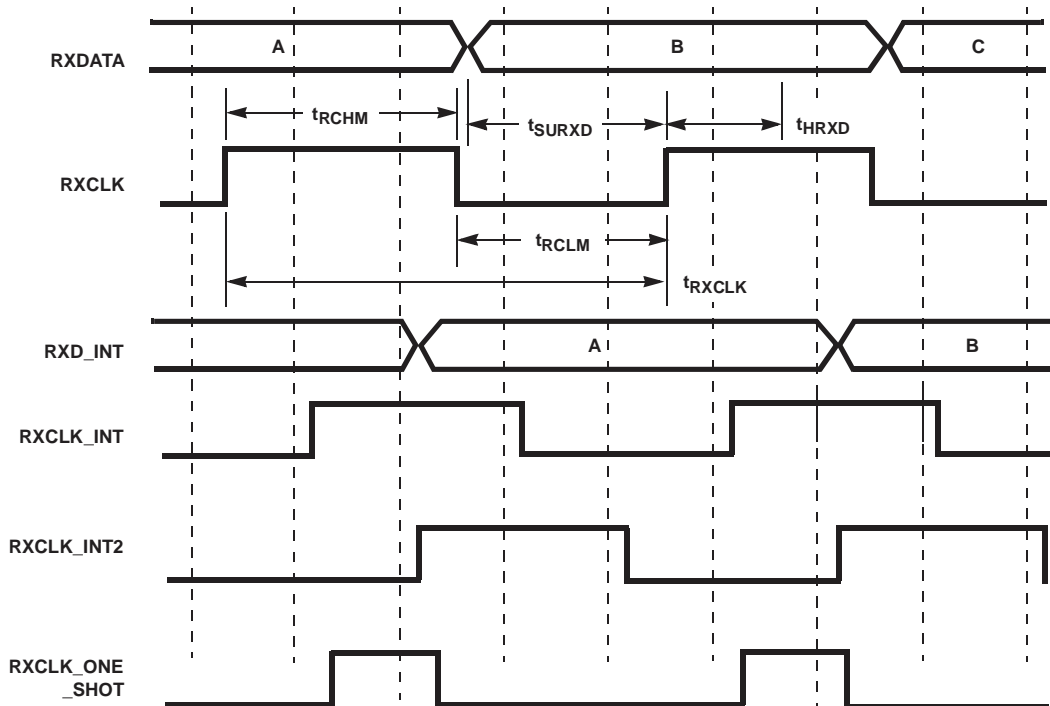 RXDATA
A
B
C
tRCHM
tSURXD
tHRXD
RXCLK
tRCLM
tRXCLK
RXD_INT
A
B
RXCLK_INT
RXCLK_INT2
RXCLK_ONE
_SHOT